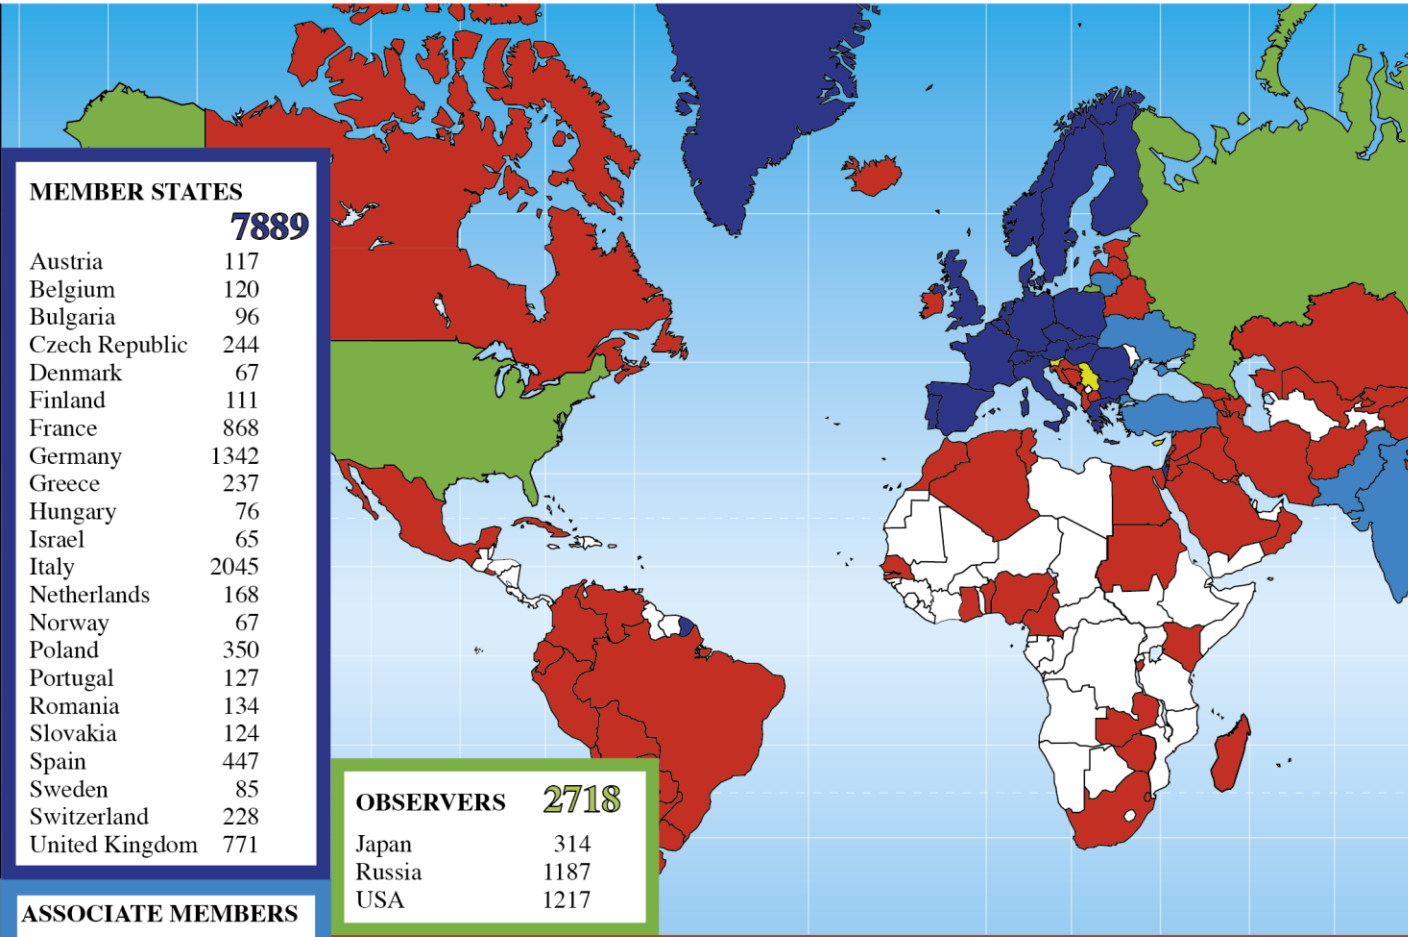 MEMBER STATES
7889
Austria 117
Belgium 120
Bulgaria 96
Czech Republic 244
Denmark 67
Finland 111
France 868
Germany 1342
Greece 237
Hungary 76
Israel 65
Italy 2045
Netherlands 168
Norway 67
Poland 350
Portugal 127
Romania 134
Slovakia 124
Spain 447
Sweden 85
Switzerland 228
United Kingdom 771
OBSERVERS 2718
Japan 314
Russia 1187
USA 1217
ASSOCIATE MEMBERS